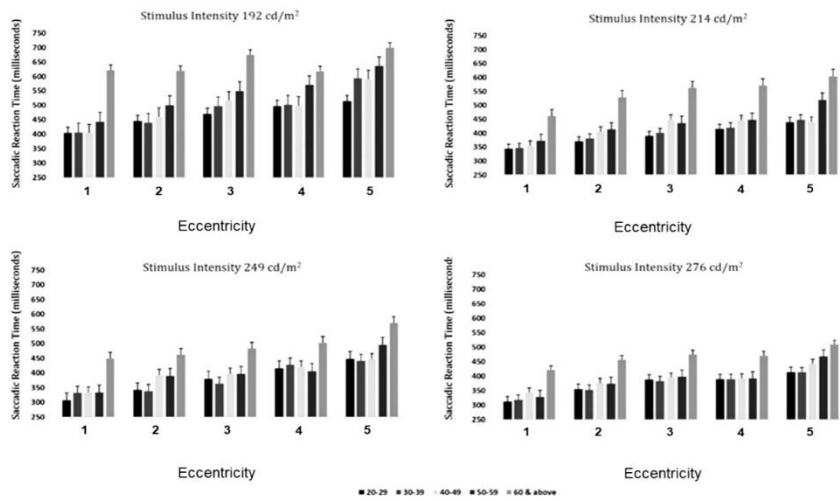 Stimulus Intensity 192 cd/m²
Saccadic Reaction Time (milliseconds)
750
700
650
600
550
500
450
400
350
300
250
1 2 3 4 5
Eccentricity
Stimulus Intensity 214 cd/m²
Saccadic Reaction Time (milliseconds)
750
700
650
600
550
500
450
400
350
300
250
1 2 3 4 5
Eccentricity
Stimulus Intensity 249 cd/m²
Saccadic Reaction Time (milliseconds)
750
700
650
600
550
500
450
400
350
300
250
1 2 3 4 5
Eccentricity
Stimulus Intensity 276 cd/m²
Saccadic Reaction Time (milliseconds
750
700
650
600
550
500
450
400
350
300
250
1 2 3 4 5
Eccentricity
20-29 30-39 40-49 50-59 60 & above